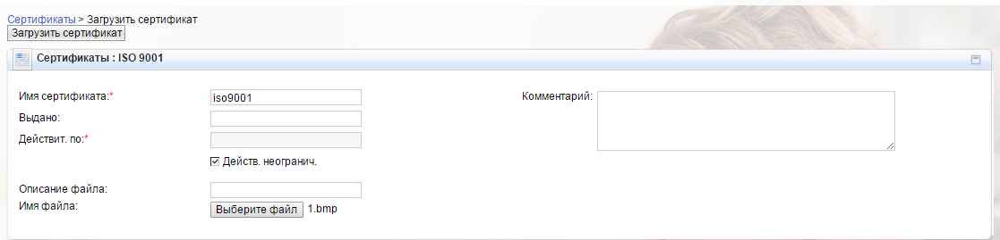 Сертификаты > Загрузить сертификат
Загрузить сертификат
Сертификаты : ISO 9001
Имя сертификата:* iso9001 Комментарий:
Выдано:
Действит. по:*
Действ. неогранич.
Описание файла:
Имя файла: Выберите файл 1.bmp